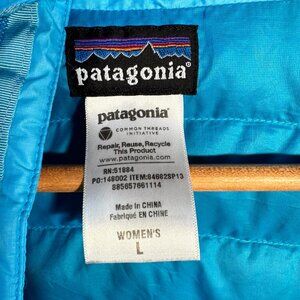 patagonia®
patagonia®
COMMON THREADS
INITIATIVE
Repair, Reuse, Recycle
This Product
www.patagonia.com
RN:51884
PO:148002 ITEM:84682SP13
885657661114
Made in CHINA
Fabriqué EN CHINE
WOMEN'S
L